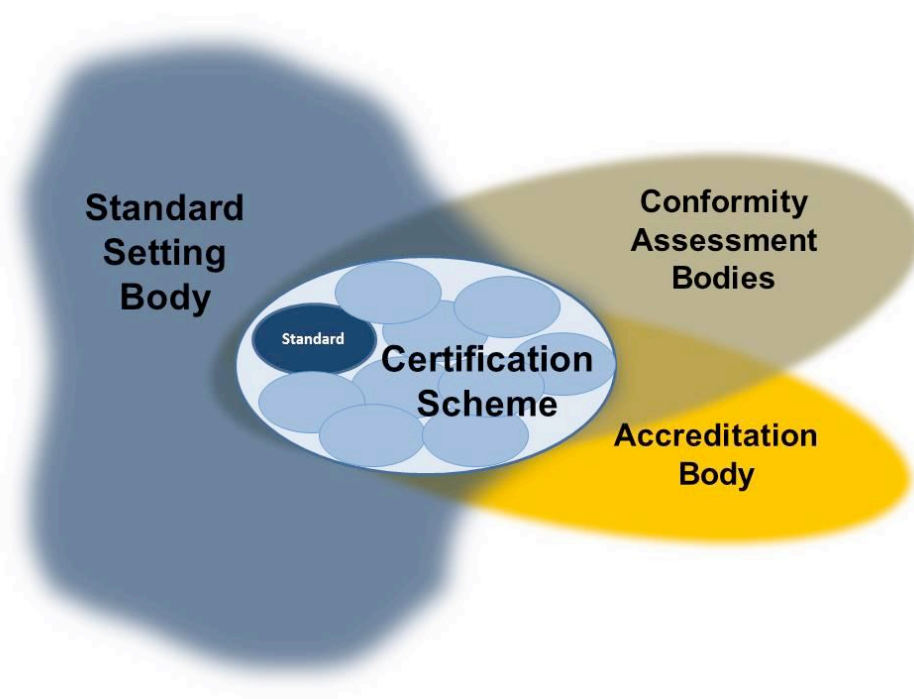 Standard
Setting
Body
Conformity
Assessment
Bodies
Standard
Certification
Scheme
Accreditation
Body